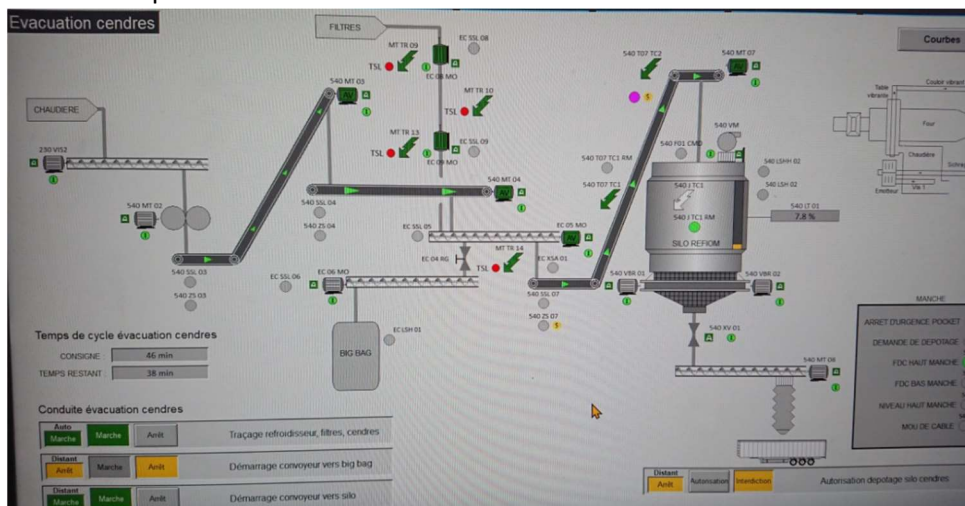 Evacuation cendres
FILTRES
EC SSL 08
MT TR 09
TSL
EC 08 MO
540 MT 03
MT TR 10
TSL
MT TR 13
TSL
EC SSL 09
EC 09 MO
CHAUDIERE
230 VIS2
540 MT 02
540 SSL 03
540 ZS 03
540 SSL 04
540 ZS 04
540 MT 04
EC SSL 05
EC 05 MO
EC 04 RG
MT TR 14
TSL
EC XSA 01
EC SSL 06
EC 06 MO
EC LSH 01
BIG BAG
540 T07 TC2
540 MT 07
S
540 T07 TC1 RM
540 T07 TC1
540 SSL 07
540 ZS 07
S
540 VM
540 F01 CMD
540 LSHH 02
540 LSH 02
540 J TC1
540 LT 01
7.8 %
540 J TC1 RM
SILO REFIOM
540 VBR 01
540 VBR 02
540 XV 01
540 MT 08
Courbes
Table vibrante
Couloir vibrant
Four
Chaudière
Emotteur
Vis 1
MANCHE
ARRET D'URGENCE POCKET
DEMANDE DE DEPOTAGE
FDC HAUT MANCHE
FDC BAS MANCHE
NIVEAU HAUT MANCHE
MOU DE CABLE
Temps de cycle évacuation cendres
CONSIGNE 46 min
TEMPS RESTANT : 38 min
Conduite évacuation cendres
Auto
Marche Marche Arrêt Traçage refroidisseur, filtres, cendres
Distant
Arrêt Marche Arrêt Démarrage convoyeur vers big bag
Distant
Marche Marche Arrêt Démarrage convoyeur vers silo
Distant
Arrêt Autorisation Interdiction Autorisation depotage silo cendres